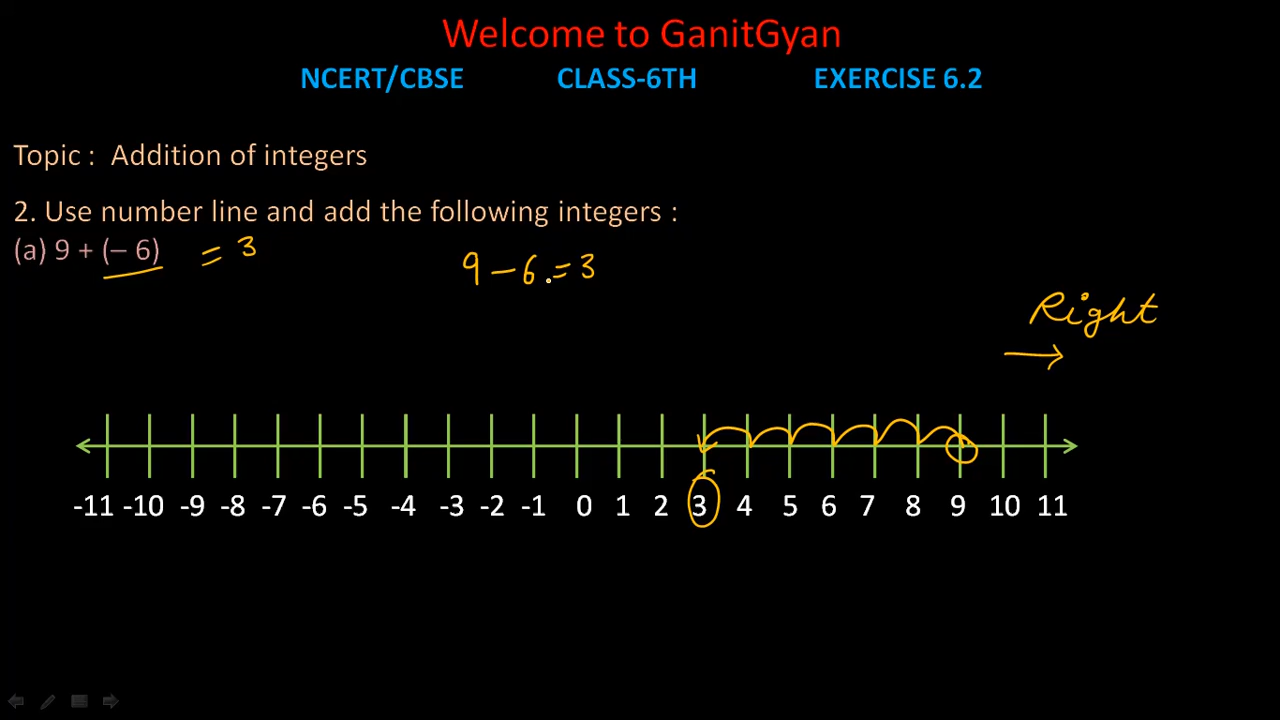 Welcome to GanitGyan
NCERT/CBSE CLASS-6TH EXERCISE 6.2
Topic : Addition of integers
2. Use number line and add the following integers :
(a) 9 + (– 6) = 3
9 – 6 = 3
Right
-11 -10 -9 -8 -7 -6 -5 -4 -3 -2 -1 0 1 2 3 4 5 6 7 8 9 10 11